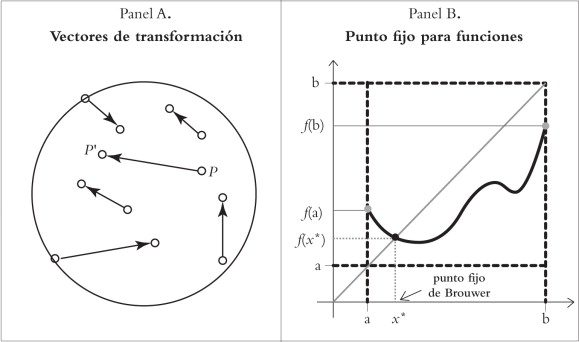 Panel A.
Vectores de transformación
P'
P
Panel B.
Punto fijo para funciones
b
f(b)
f(a)
f(x*)
a
punto fijo
de Brouwer
a
x*
b